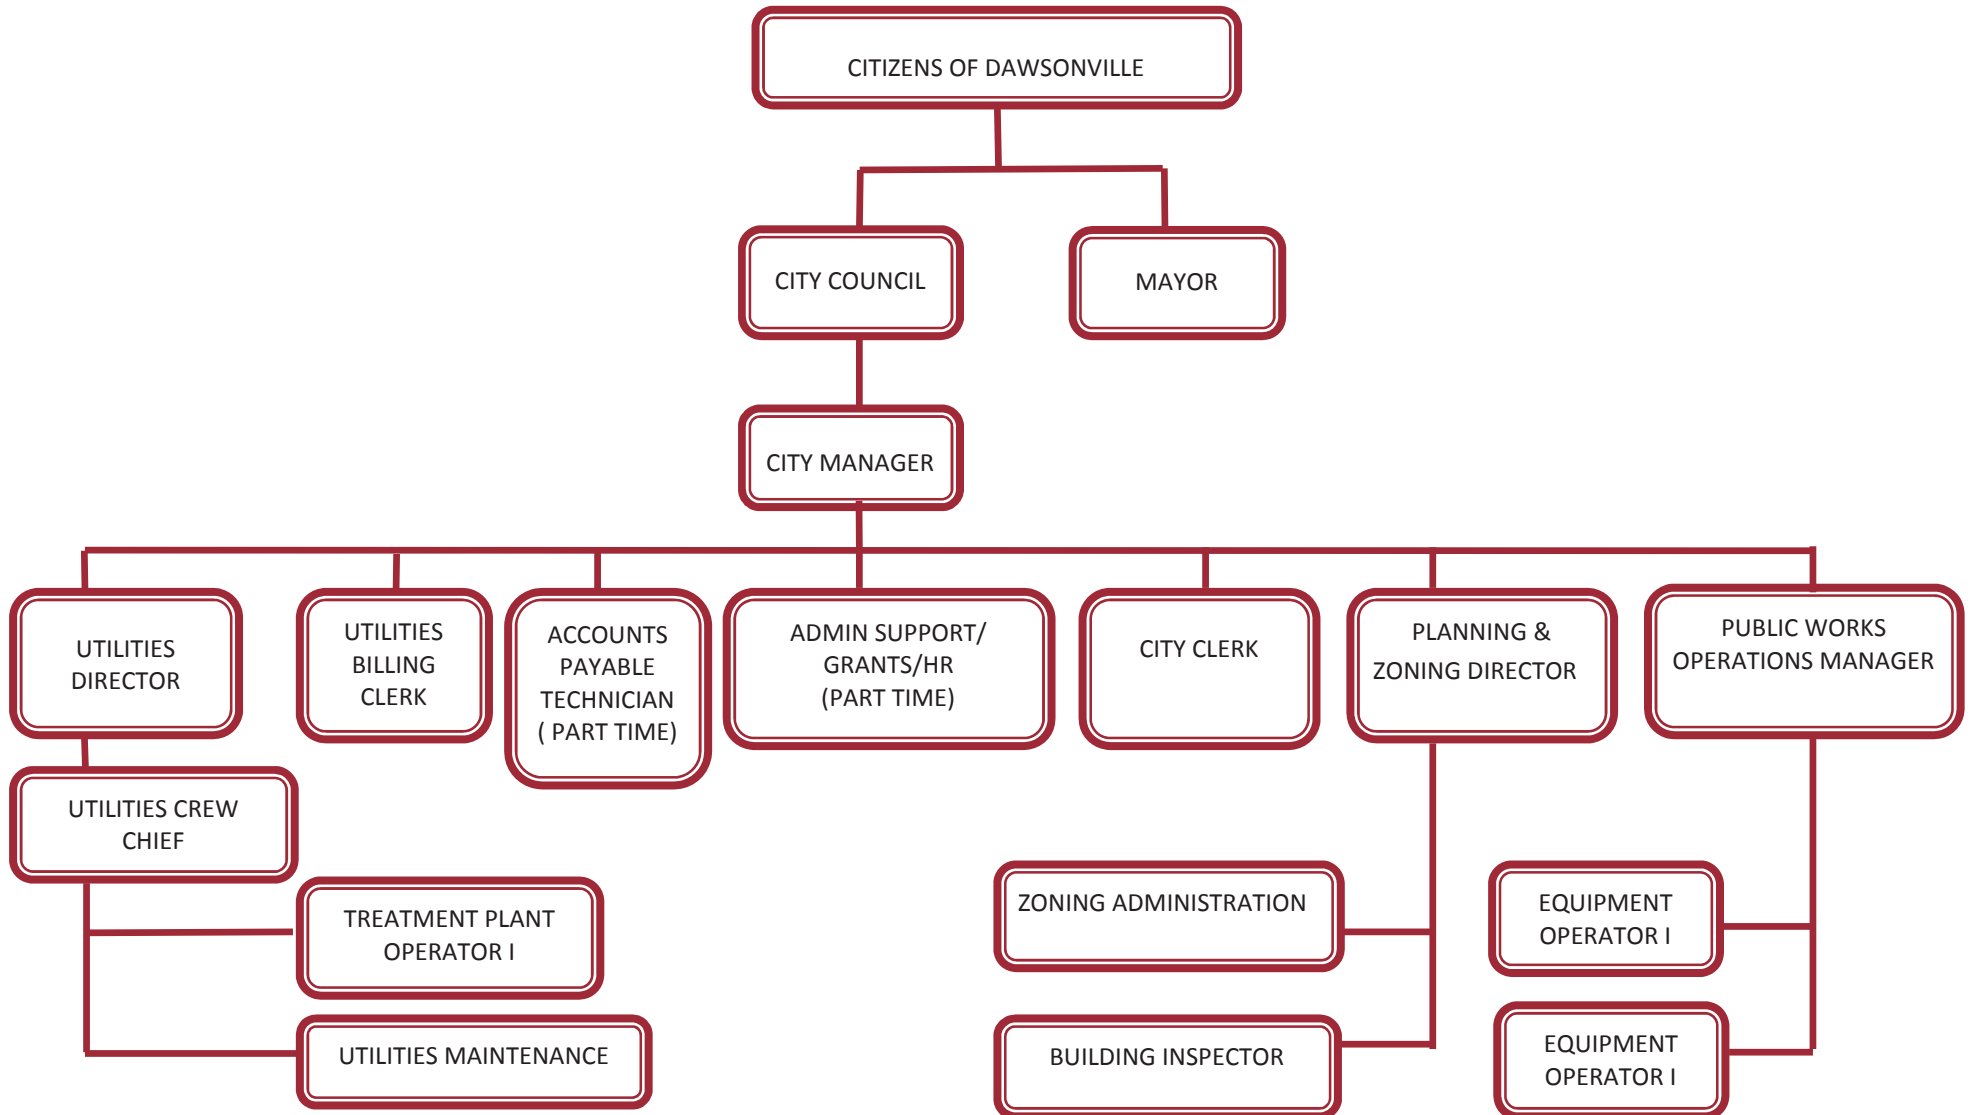 CITIZENS OF DAWSONVILLE
CITY COUNCIL
MAYOR
CITY MANAGER
UTILITIES
DIRECTOR
UTILITIES
BILLING
CLERK
ACCOUNTS
PAYABLE
TECHNICIAN
( PART TIME)
ADMIN SUPPORT/
GRANTS/HR
(PART TIME)
CITY CLERK
PLANNING &
ZONING DIRECTOR
PUBLIC WORKS
OPERATIONS MANAGER
UTILITIES CREW
CHIEF
TREATMENT PLANT
OPERATOR I
UTILITIES MAINTENANCE
ZONING ADMINISTRATION
BUILDING INSPECTOR
EQUIPMENT
OPERATOR I
EQUIPMENT
OPERATOR I